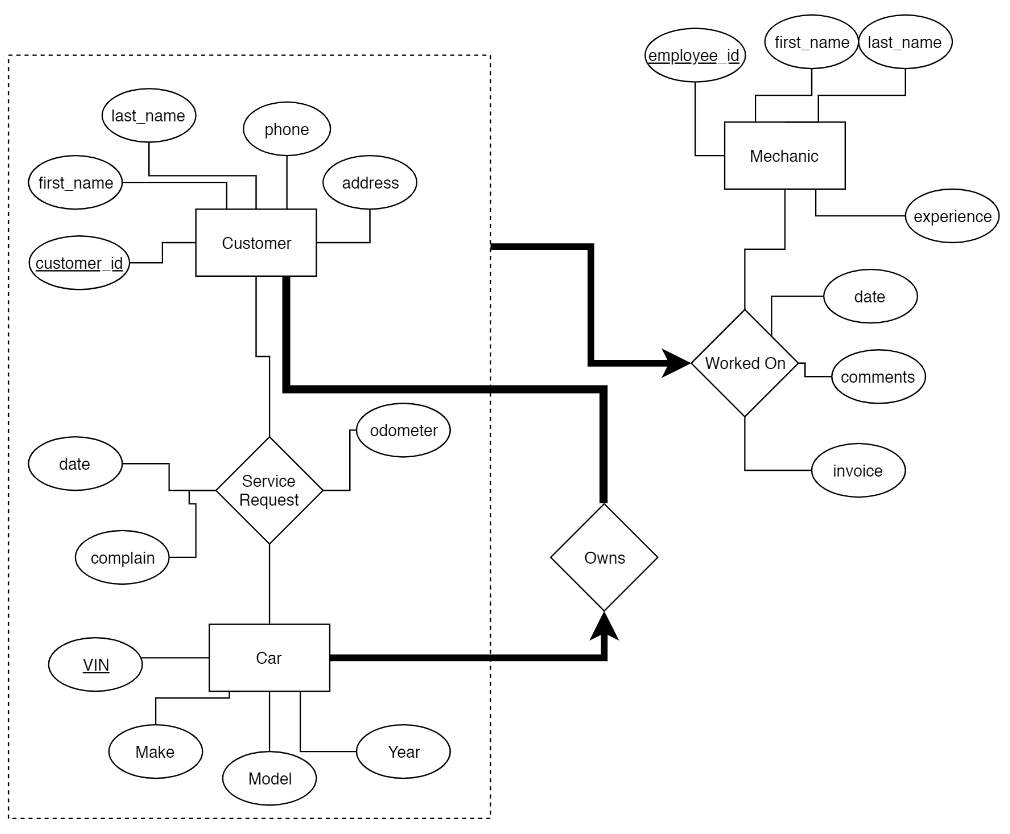 employee_id
first_name
last_name
Mechanic
experience
last_name
phone
first_name
address
Customer
customer_id
date
Worked On
comments
invoice
odometer
date
Service
Request
complain
Owns
VIN
Car
Make
Model
Year